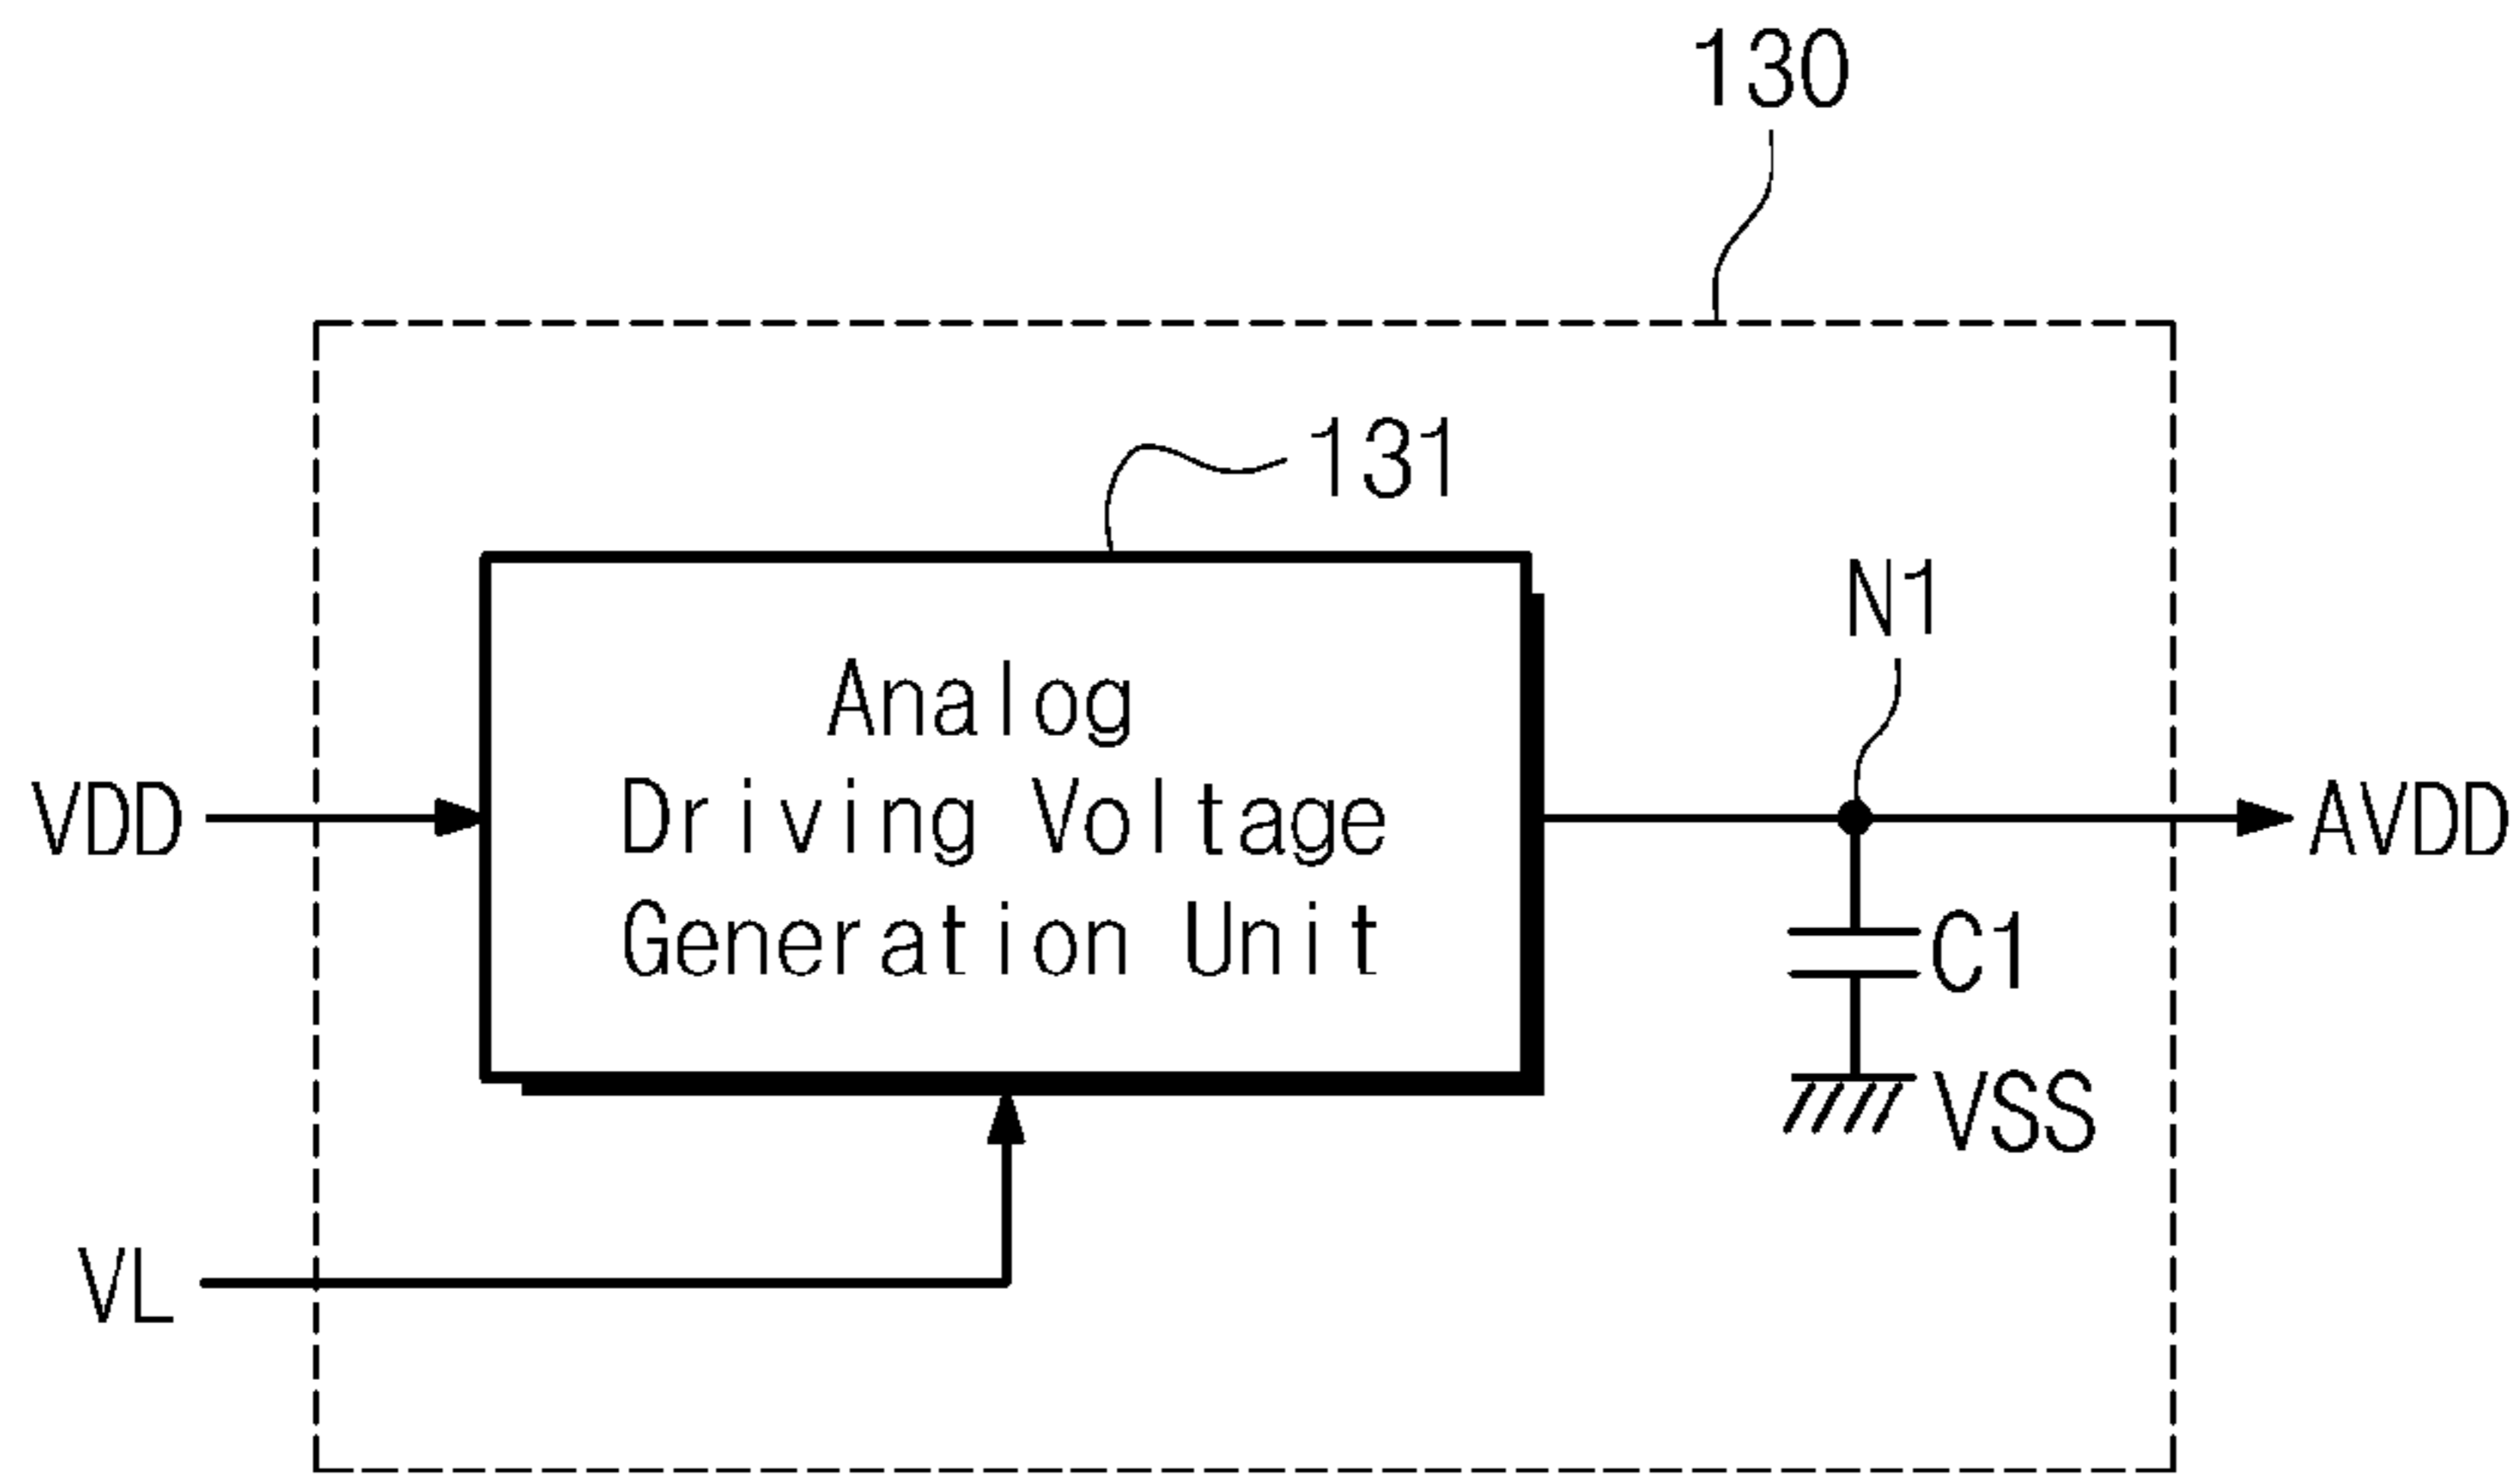 130
131
N1
Analog
Driving Voltage
Generation Unit
VDD
AVDD
C1
VSS
VL